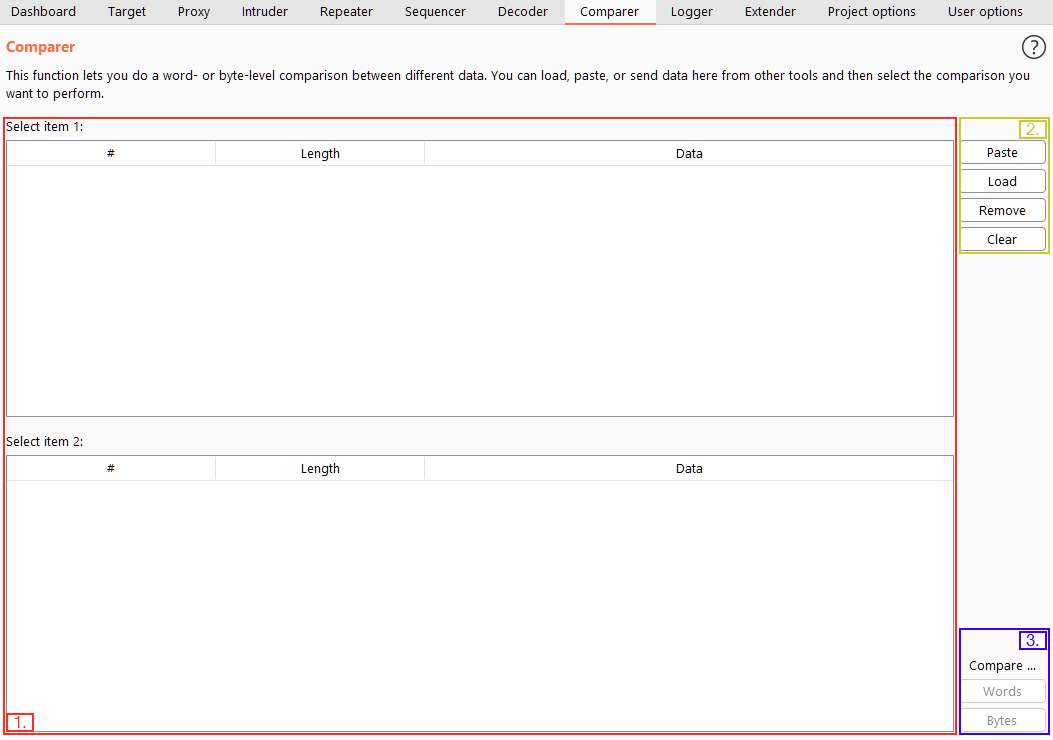 Dashboard Target Proxy Intruder Repeater Sequencer Decoder Comparer Logger Extender Project options User options
Comparer
?
This function lets you do a word- or byte-level comparison between different data. You can load, paste, or send data here from other tools and then select the comparison you
want to perform.
Select item 1:
2.
# Length Data
Paste
Load
Remove
Clear
Select item 2:
# Length Data
3.
Compare ...
Words
Bytes
1.